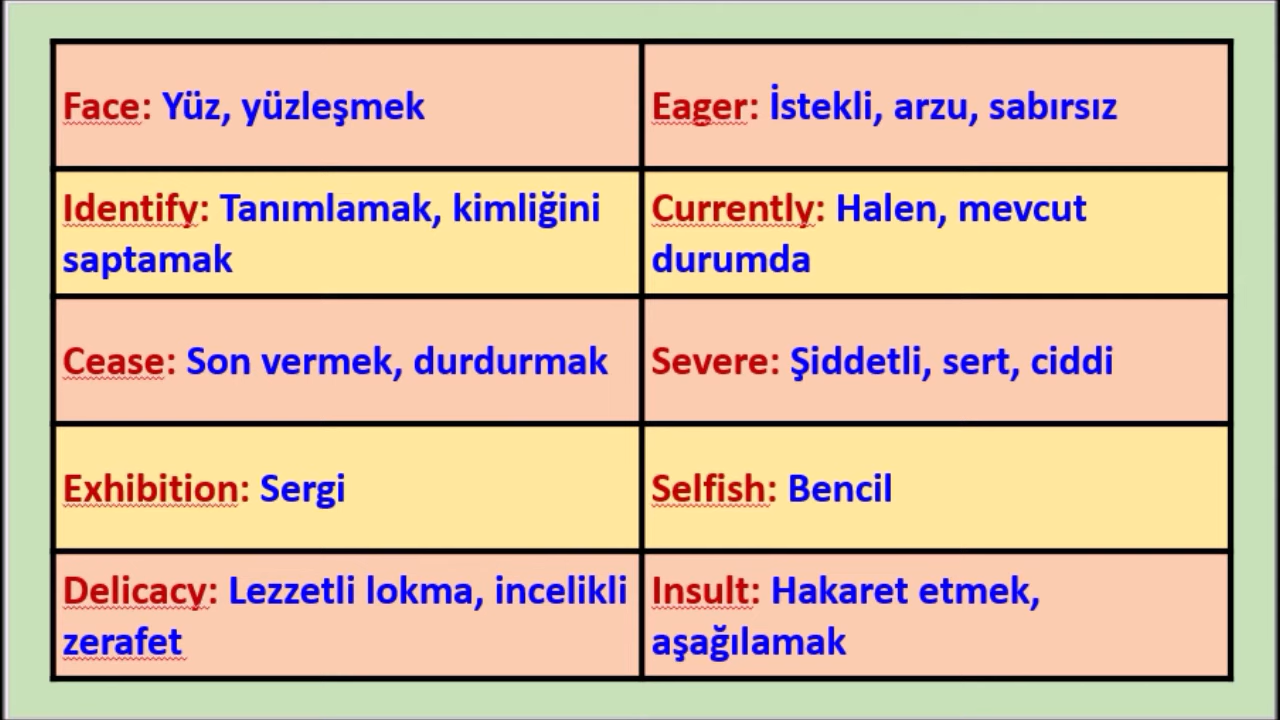 Face: Yüz, yüzleşmek
Eager: İstekli, arzu, sabırsız
Identify: Tanımlamak, kimliğini
saptamak
Currently: Halen, mevcut
durumda
Cease: Son vermek, durdurmak
Severe: Şiddetli, sert, ciddi
Exhibition: Sergi
Selfish: Bencil
Delicacy: Lezzetli lokma, incelikli
zerafet
Insult: Hakaret etmek,
aşağılamak